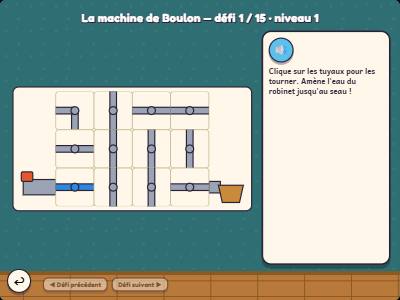 La machine de Boulon – défi 1 / 15 · niveau 1
Clique sur les tuyaux pour les
tourner. Amène l'eau du
robinet jusqu'au seau !
◀ Défi précédent
Défi suivant ▶